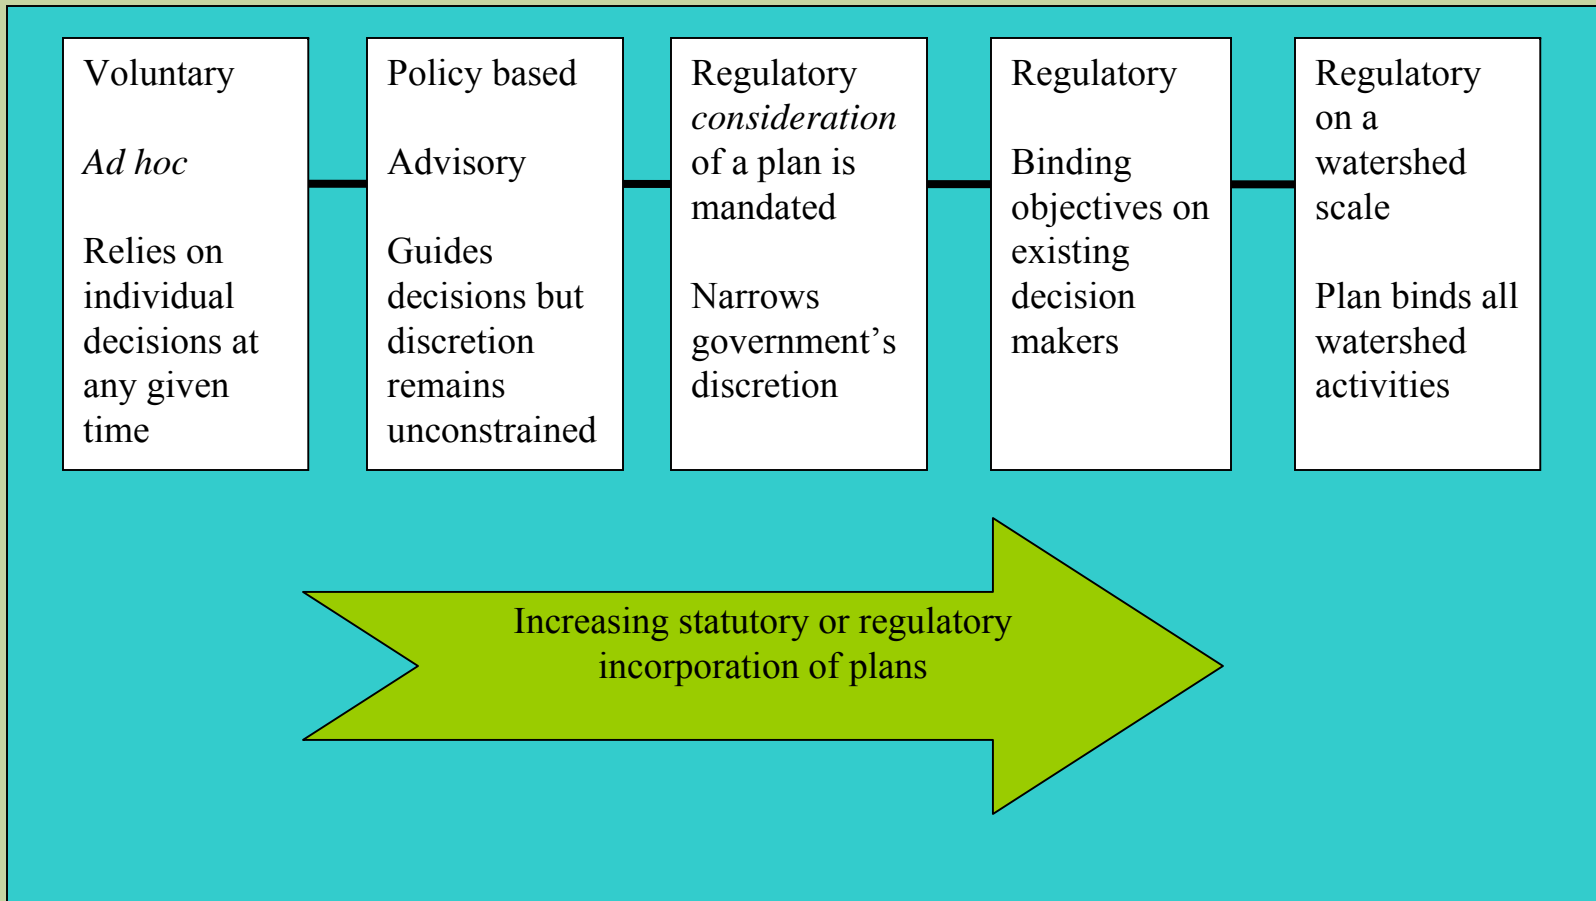 Voluntary
Ad hoc
Relies on
individual
decisions at
any given
time
Policy based
Advisory
Guides
decisions but
discretion
remains
unconstrained
Regulatory
consideration
of a plan is
mandated
Narrows
government’s
discretion
Regulatory
Binding
objectives on
existing
decision
makers
Regulatory
on a
watershed
scale
Plan binds all
watershed
activities
Increasing statutory or regulatory
incorporation of plans